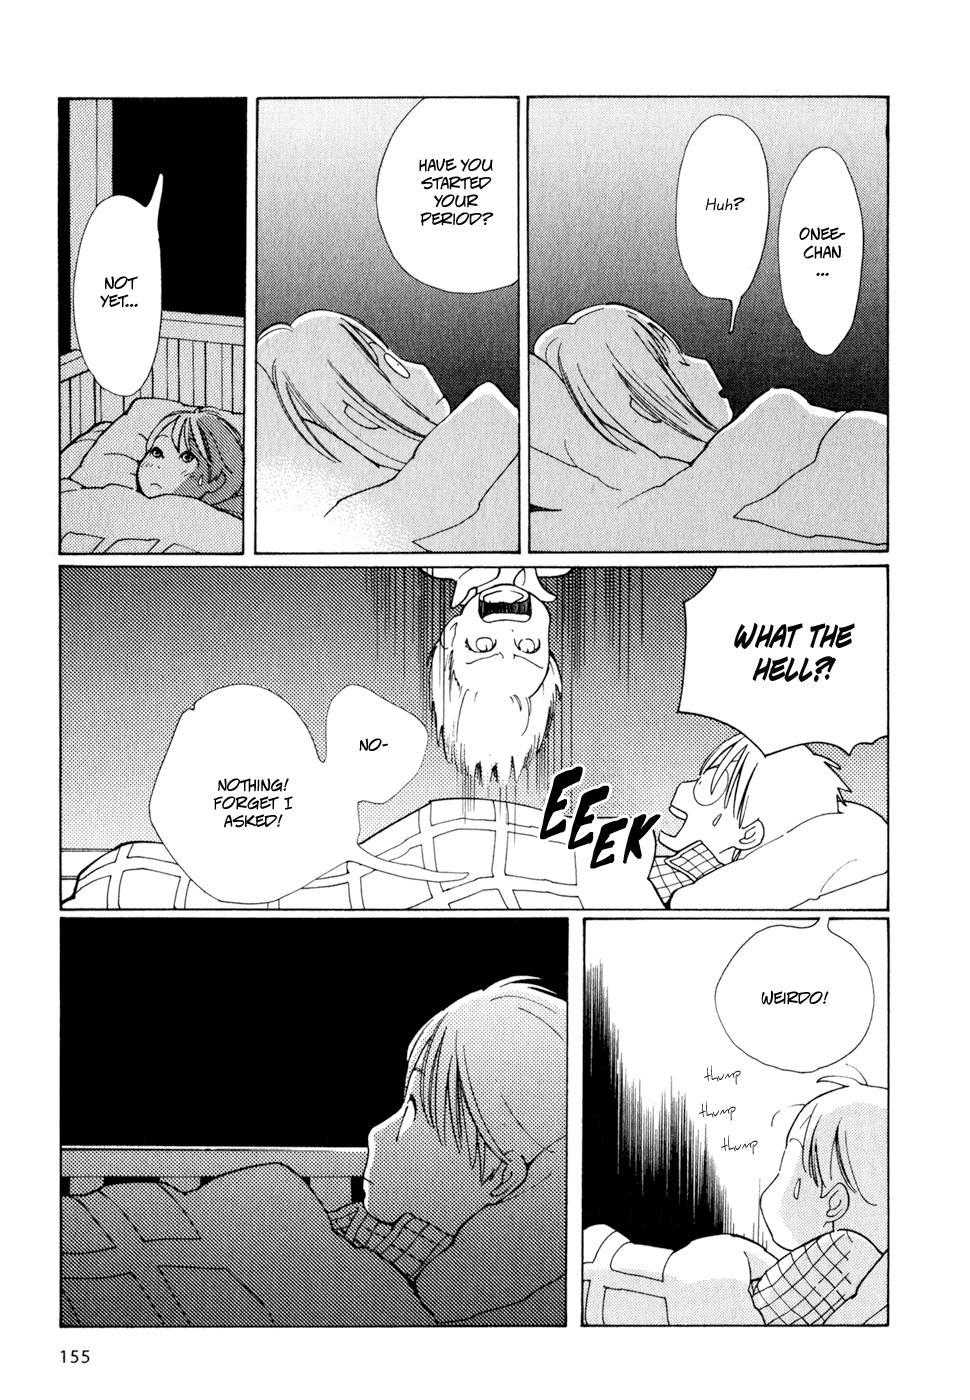 ONEE-
CHAN
...
Huh?
HAVE YOU
STARTED
YOUR
PERIOD?
NOT
YET...
WHAT THE
HELL?!
EEEK
NO-
NOTHING!
FORGET I
ASKED!
WEIRDO!
thump
thump
thump
155